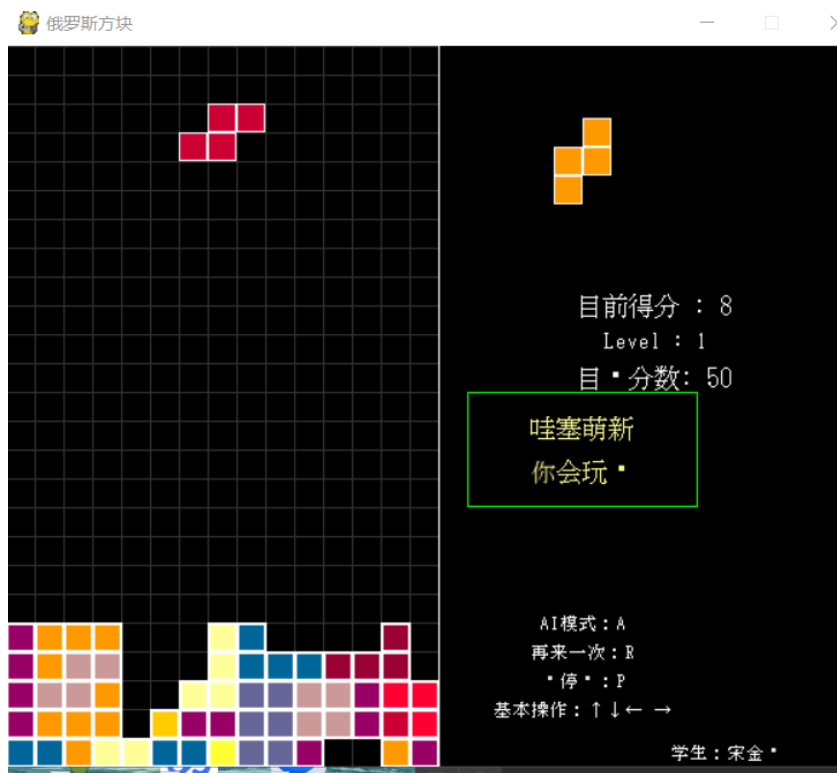 俄罗斯方块
目前得分 : 8
Level : 1
目▪分数: 50
哇塞萌新
你会玩▪
AI模式 : A
再来一次 : R
▪停▪ : P
基本操作 : ↑ ↓ ← →
学生 : 宋金▪